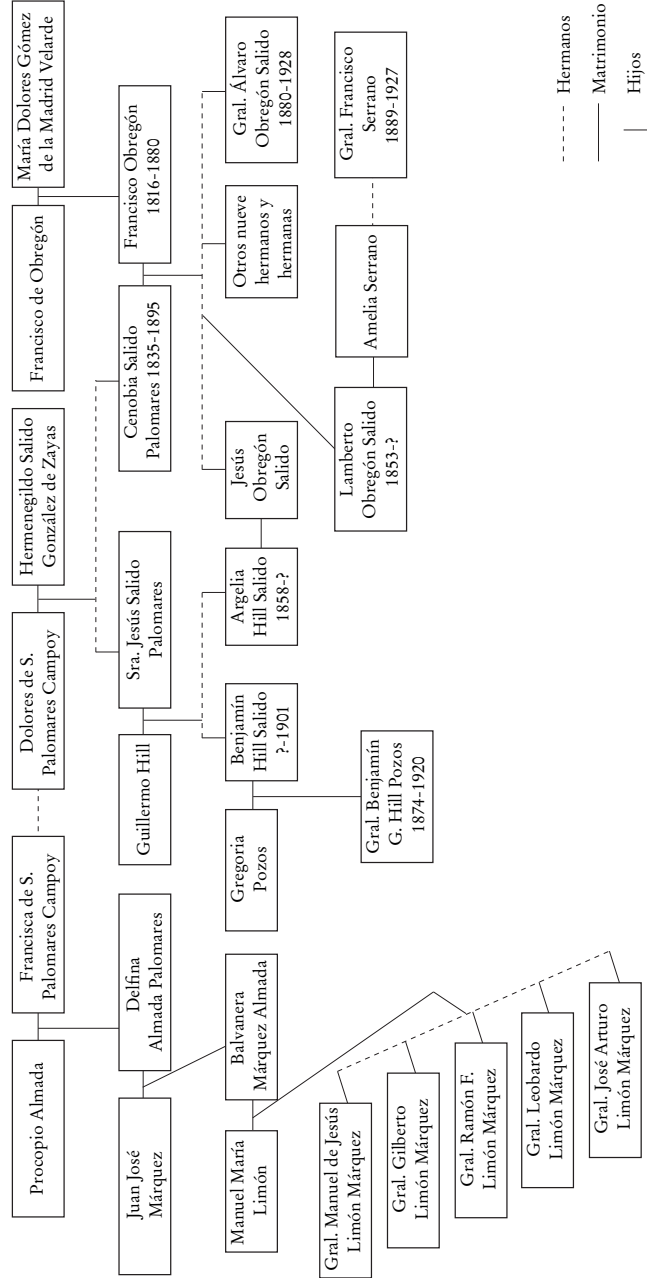 Procopio Almada
Francisca de S.
Palomares Campoy
Dolores de S.
Palomares Campoy
Hermenegildo Salido
González de Zayas
Francisco de Obregón
María Dolores Gómez
de la Madrid Velarde
Juan José
Márquez
Delfina
Almada Palomares
Guillermo Hill
Sra. Jesús Salido
Palomares
Cenobia Salido
Palomares 1835-1895
Francisco Obregón
1816-1880
Manuel María
Limón
Balvanera
Márquez Almada
Gregoria
Pozos
Benjamín
Hill Salido
?-1901
Argelia
Hill Salido
1858-?
Jesús
Obregón
Salido
Otros nueve
hermanos y
hermanas
Gral. Álvaro
Obregón Salido
1880-1928
Gral. Manuel de Jesús
Limón Márquez
Gral. Gilberto
Limón Márquez
Gral. Ramón F.
Limón Márquez
Gral. Leobardo
Limón Márquez
Gral. José Arturo
Limón Márquez
Gral. Benjamín
G. Hill Pozos
1874-1920
Lamberto
Obregón Salido
1853-?
Amelia Serrano
Gral. Francisco
Serrano
1889-1927
Hermanos
Matrimonio
Hijos